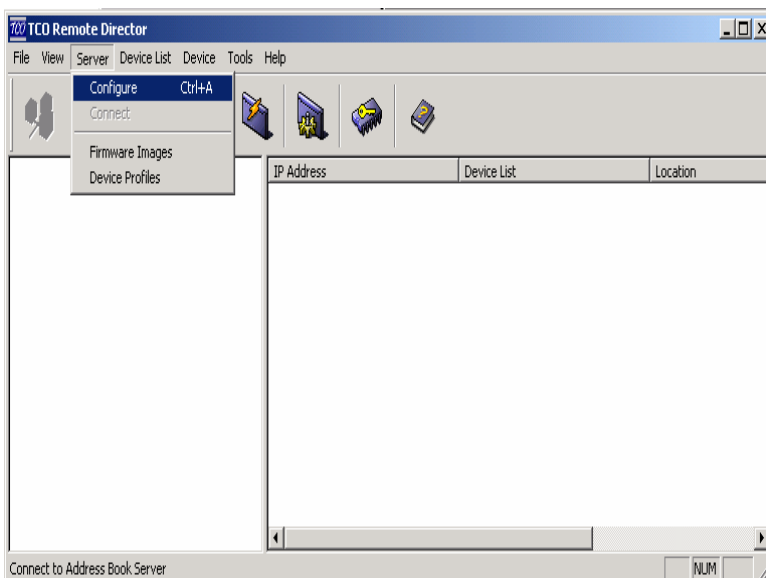 TCO TCO Remote Director
File View Server Device List Device Tools Help
Configure Ctrl+A
Connect
Firmware Images
Device Profiles
IP Address Device List Location
Connect to Address Book Server NUM